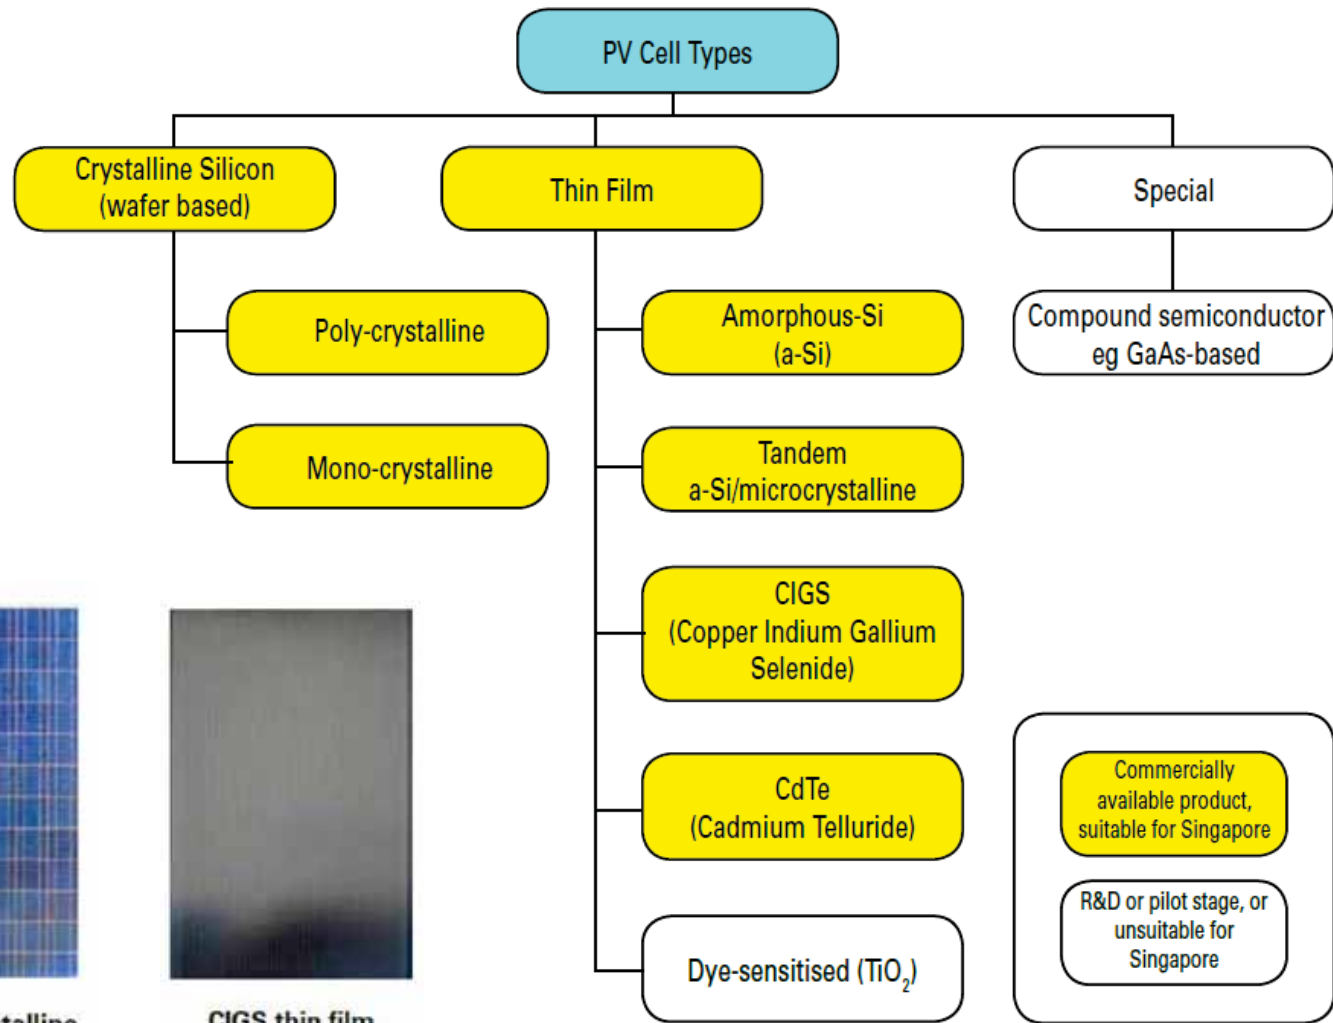 PV Cell Types
Crystalline Silicon
(wafer based)
Thin Film
Special
Poly-crystalline
Mono-crystalline
Amorphous-Si
(a-Si)
Tandem
a-Si/microcrystalline
CIGS
(Copper Indium Gallium
Selenide)
CdTe
(Cadmium Telluride)
Dye-sensitised (TiO₂)
Compound semiconductor
eg GaAs-based
Commercially
available product,
suitable for Singapore
R&D or pilot stage, or
unsuitable for
Singapore
CIGS thin film